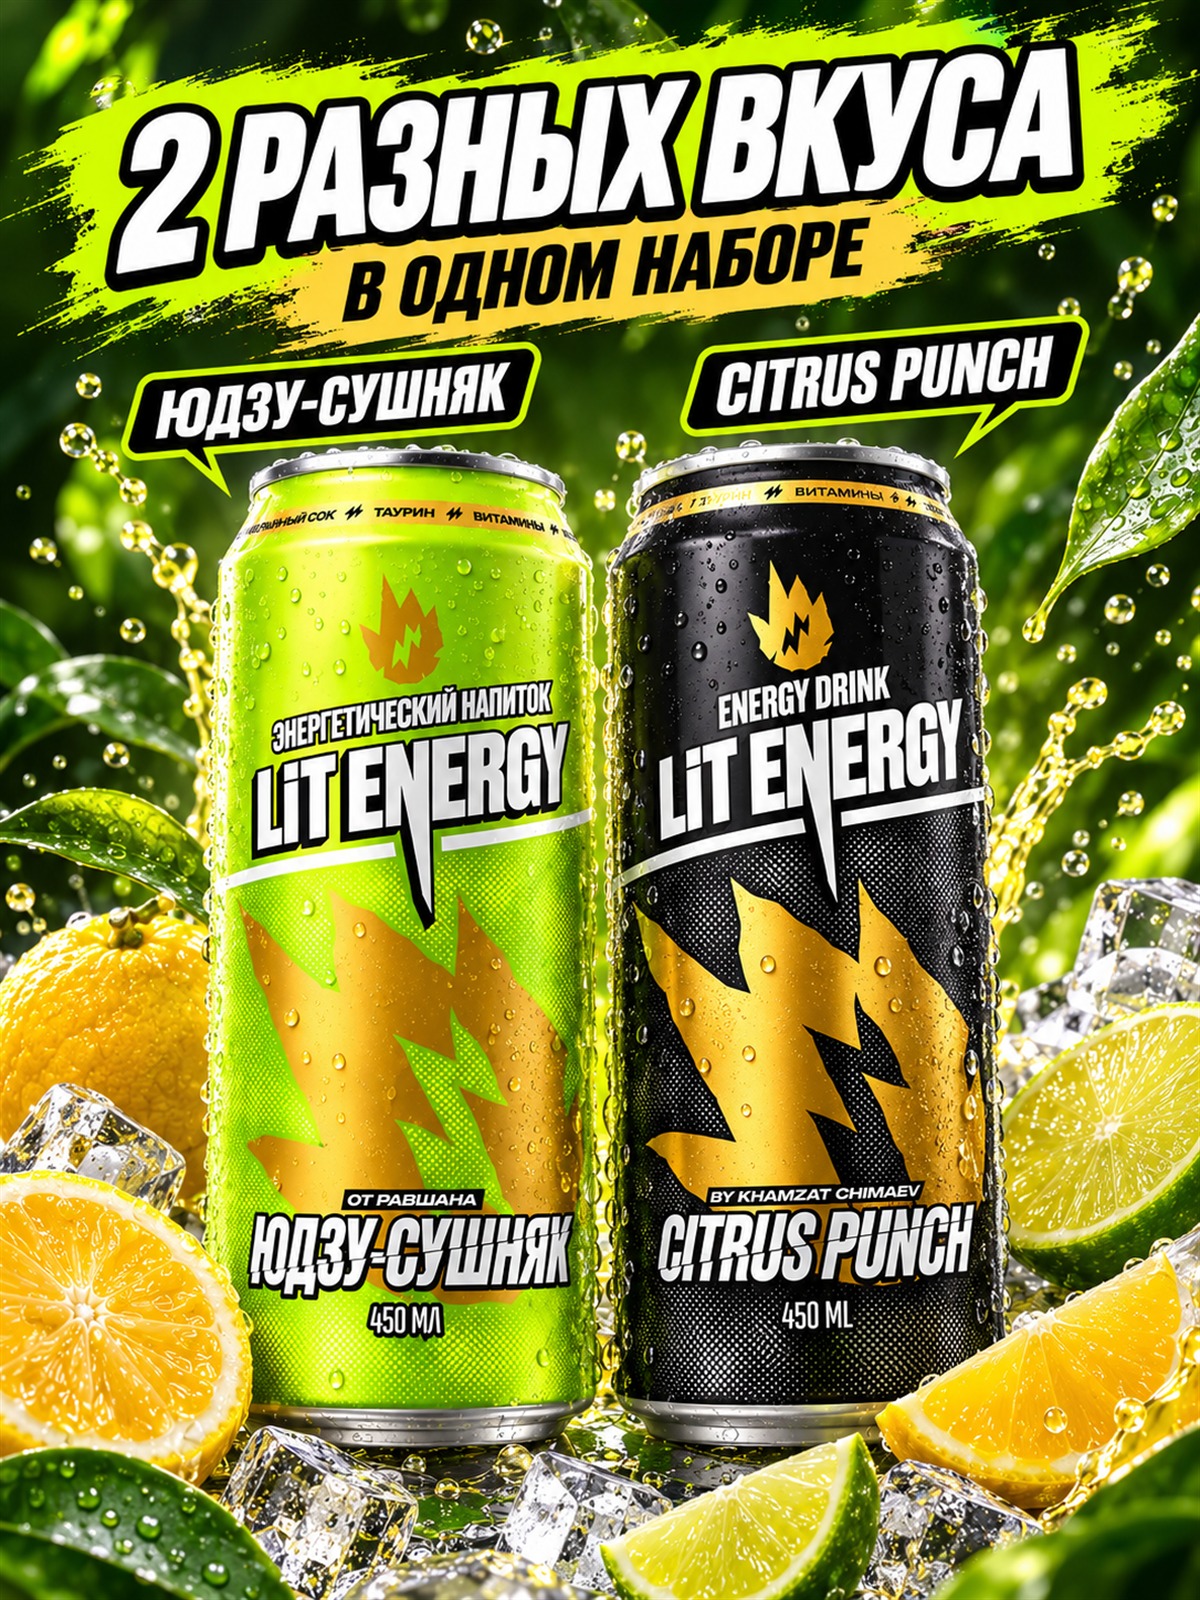 2 РАЗНЫХ ВКУСА
В ОДНОМ НАБОРЕ
ЮДЗУ-СУШНЯК
CITRUS PUNCH
СОК ТАУРИН ВИТАМИНЫ
ТАУРИН ВИТАМИНЫ
ЭНЕРГЕТИЧЕСКИЙ НАПИТОК
LiT ENERGY
ENERGY DRINK
LiT ENERGY
ОТ РАВШАНА
ЮДЗУ-СУШНЯК
450 МЛ
BY KHAMZAT CHIMAEV
CITRUS PUNCH
450 ML